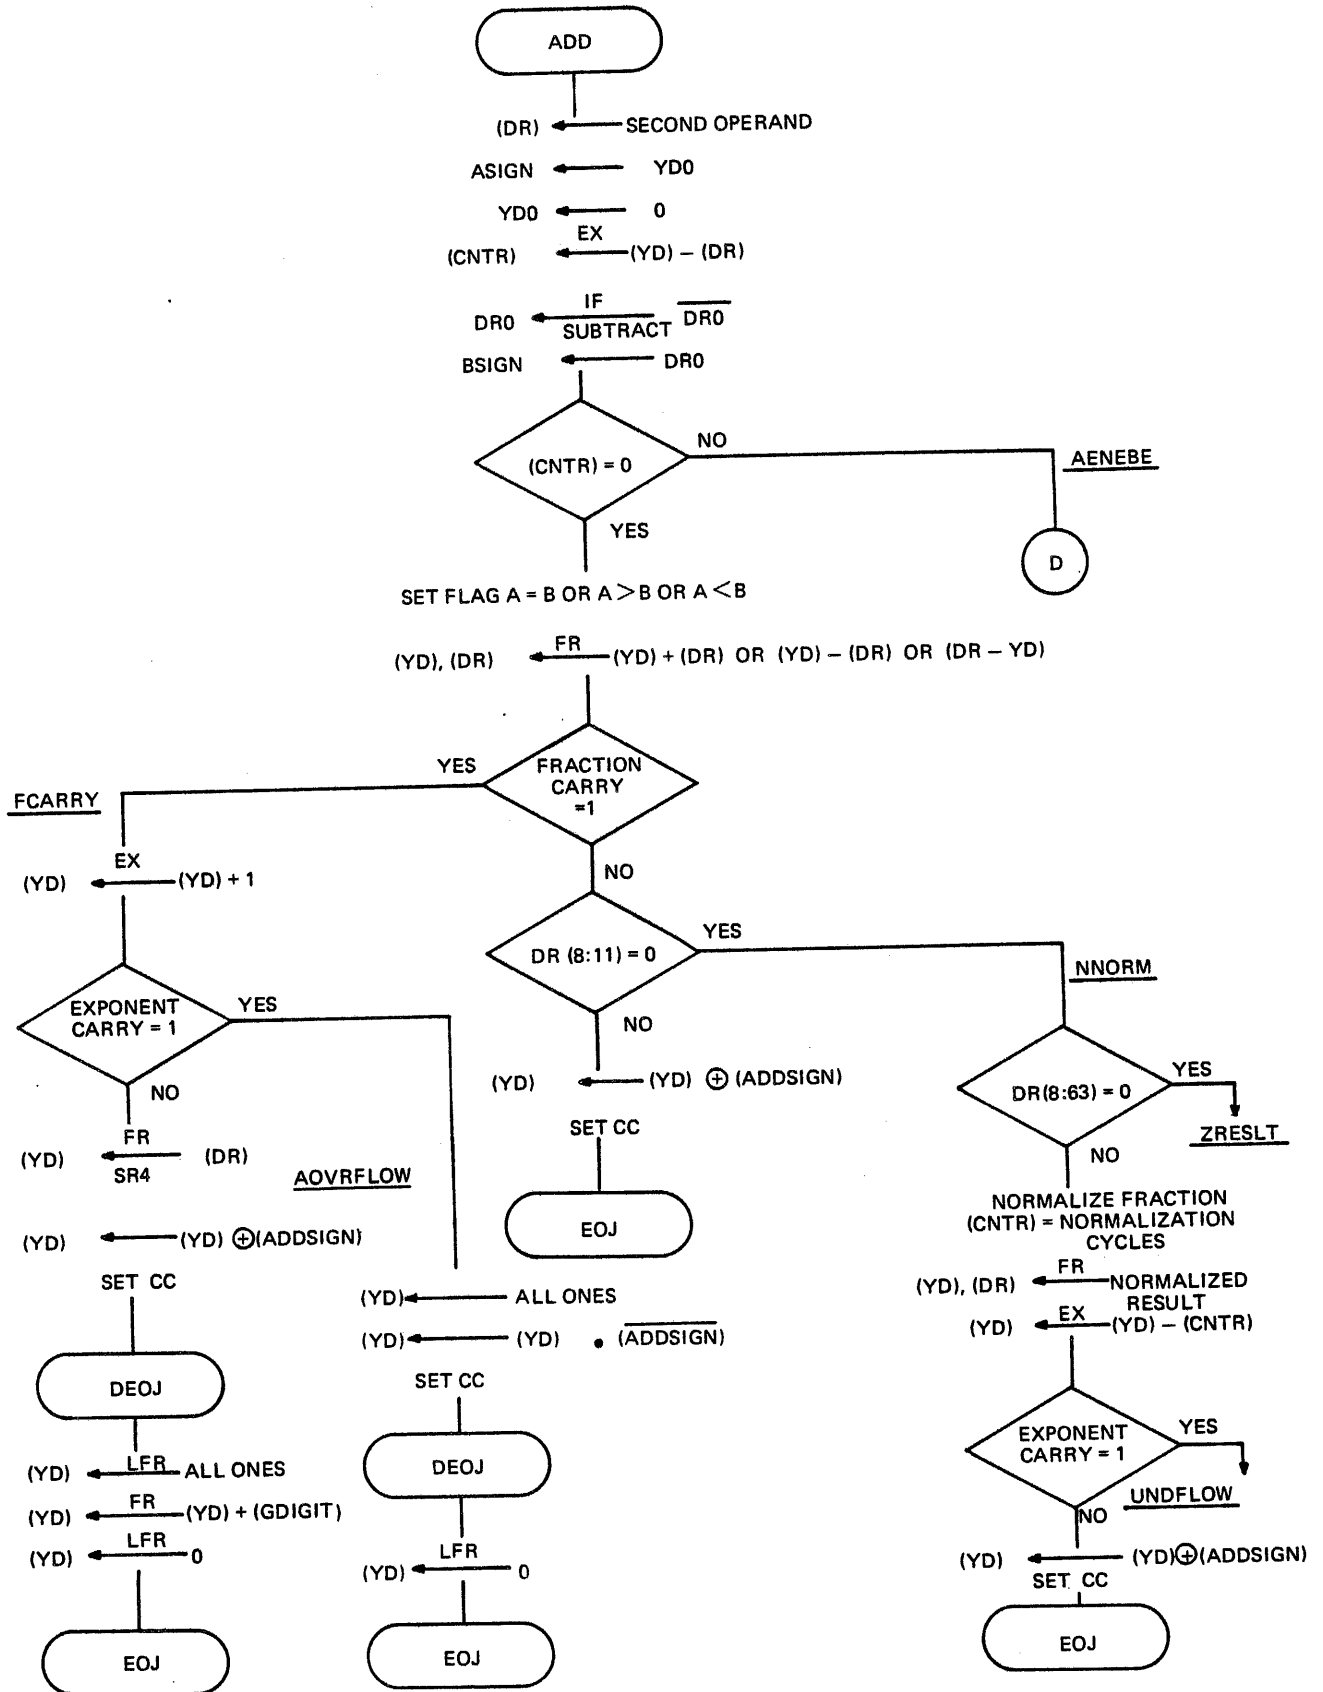 ADD
(DR) ← SECOND OPERAND
ASIGN ← YD0
YD0 ← 0
EX
(CNTR) ← (YD) − (DR)
IF
DR0 ← D̅R̅0̅
SUBTRACT
BSIGN ← DR0
(CNTR) = 0
NO
YES
AENEBE
D
SET FLAG A = B OR A > B OR A < B
FR
(YD), (DR) ← (YD) + (DR) OR (YD) − (DR) OR (DR − YD)
FRACTION
CARRY
=1
YES
NO
FCARRY
EX
(YD) ← (YD) + 1
EXPONENT
CARRY = 1
YES
NO
FR
(YD) ← (DR)
SR4
(YD) ← (YD) ⊕ (ADDSIGN)
SET CC
DEOJ
LFR
(YD) ← ALL ONES
FR
(YD) ← (YD) + (GDIGIT)
LFR
(YD) ← 0
EOJ
AOVRFLOW
(YD) ← ALL ONES
(YD) ← (YD) • (A̅D̅D̅S̅I̅G̅N̅)
SET CC
DEOJ
LFR
(YD) ← 0
EOJ
DR (8:11) = 0
YES
NO
(YD) ← (YD) ⊕ (ADDSIGN)
SET CC
EOJ
NNORM
DR(8:63) = 0
YES
ZRESLT
NO
NORMALIZE FRACTION
(CNTR) = NORMALIZATION
CYCLES
FR
(YD), (DR) ← NORMALIZED
RESULT
EX
(YD) ← (YD) − (CNTR)
EXPONENT
CARRY = 1
YES
UNDFLOW
NO
(YD) ← (YD) ⊕ (ADDSIGN)
SET CC
EOJ